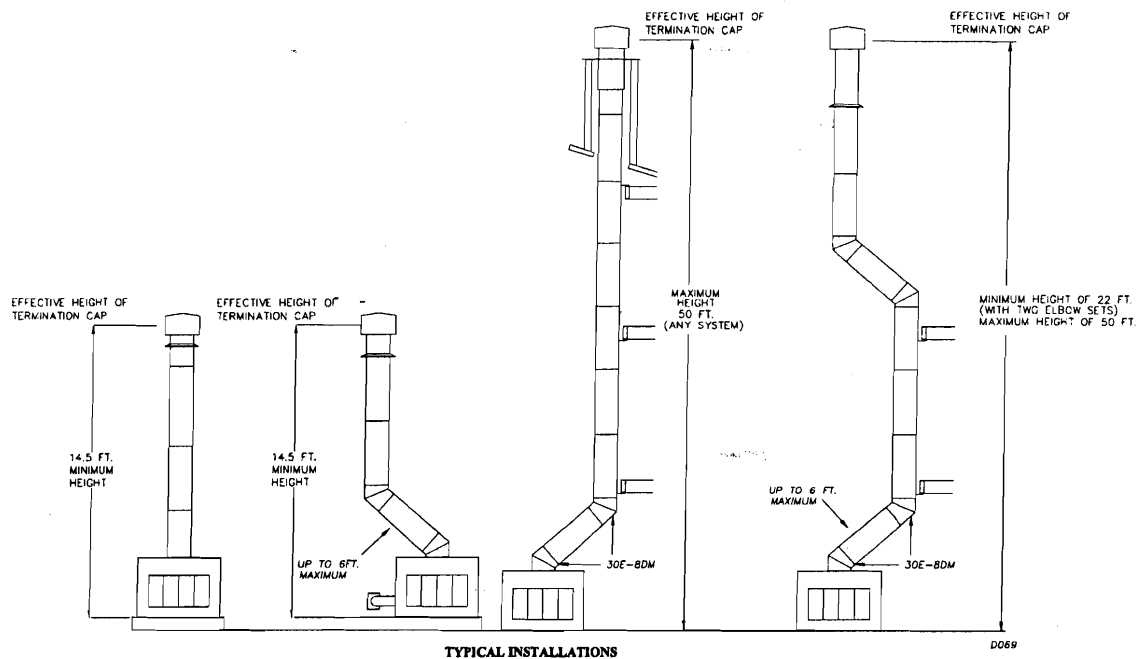 EFFECTIVE HEIGHT OF
TERMINATION CAP
EFFECTIVE HEIGHT OF
TERMINATION CAP
EFFECTIVE HEIGHT OF
TERMINATION CAP
EFFECTIVE HEIGHT OF
TERMINATION CAP
MAXIMUM
HEIGHT
50 FT.
(ANY SYSTEM)
MINIMUM HEIGHT OF 22 FT.
(WITH TWO ELBOW SETS)
MAXIMUM HEIGHT OF 50 FT.
14.5 FT.
MINIMUM
HEIGHT
14.5 FT.
MINIMUM
HEIGHT
UP TO 6 FT.
MAXIMUM
UP TO 6FT.
MAXIMUM
30E-8DM
30E-8DM
TYPICAL INSTALLATIONS
D069